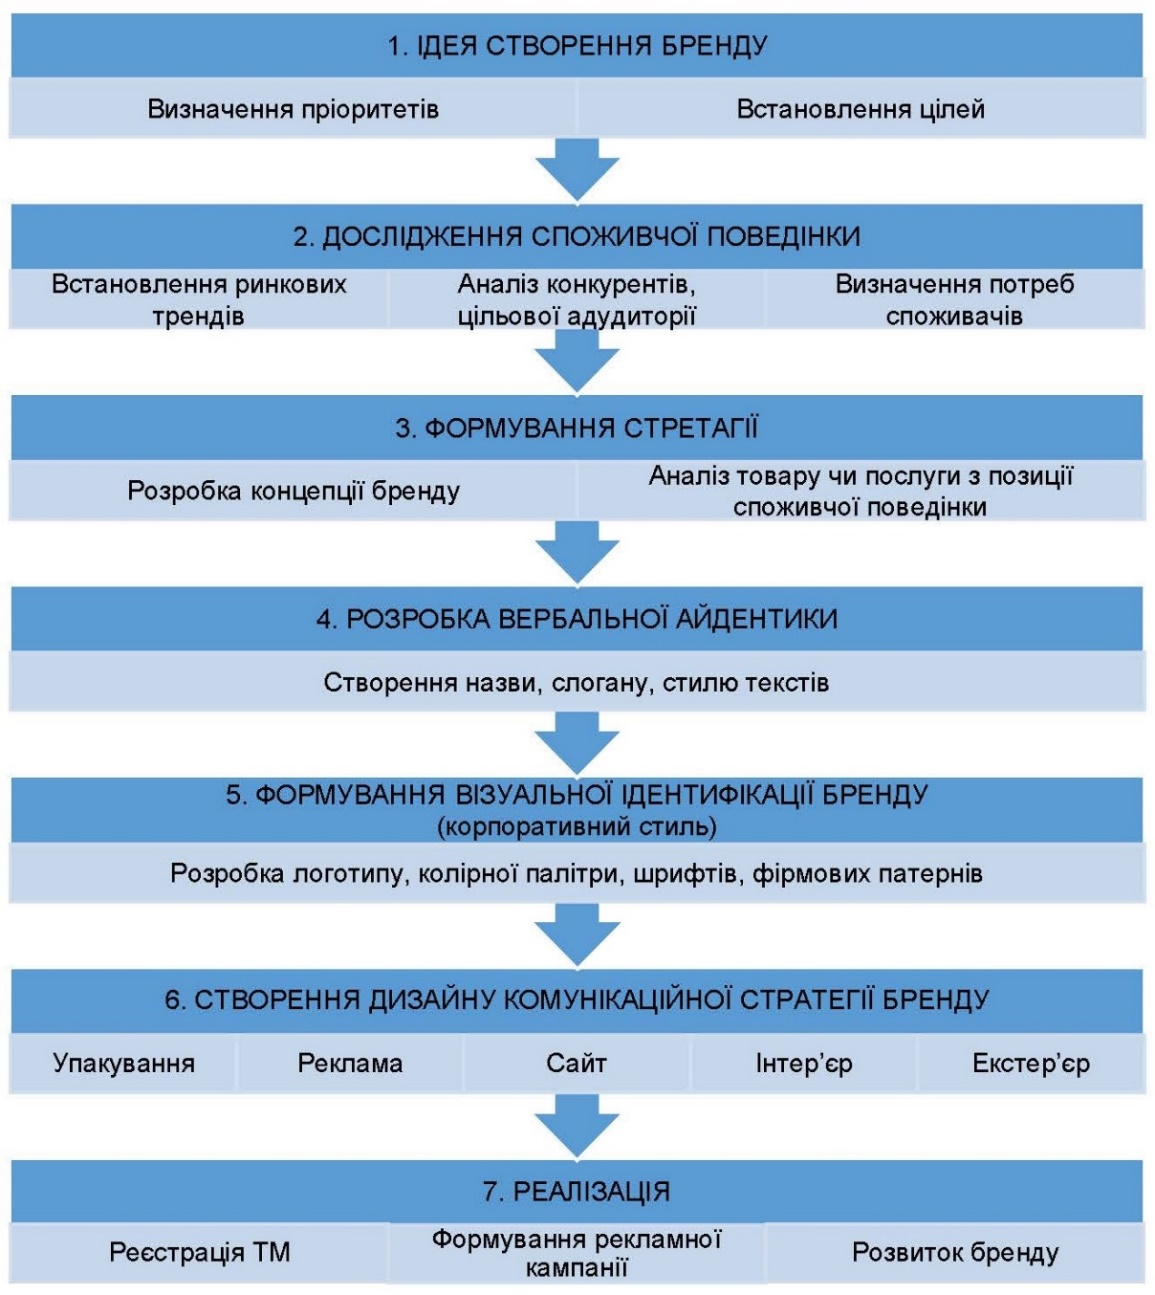 1. ІДЕЯ СТВОРЕННЯ БРЕНДУ
Визначення пріоритетів
Встановлення цілей
2. ДОСЛІДЖЕННЯ СПОЖИВЧОЇ ПОВЕДІНКИ
Встановлення ринкових
трендів
Аналіз конкурентів,
цільової адудиторії
Визначення потреб
споживачів
3. ФОРМУВАННЯ СТРЕТАГІЇ
Розробка концепції бренду
Аналіз товару чи послуги з позиції
споживчої поведінки
4. РОЗРОБКА ВЕРБАЛЬНОЇ АЙДЕНТИКИ
Створення назви, слогану, стилю текстів
5. ФОРМУВАННЯ ВІЗУАЛЬНОЇ ІДЕНТИФІКАЦІЇ БРЕНДУ
(корпоративний стиль)
Розробка логотипу, колірної палітри, шрифтів, фірмових патернів
6. СТВОРЕННЯ ДИЗАЙНУ КОМУНІКАЦІЙНОЇ СТРАТЕГІЇ БРЕНДУ
Упакування
Реклама
Сайт
Інтер’єр
Екстер’єр
7. РЕАЛІЗАЦІЯ
Реєстрація ТМ
Формування рекламної
кампанії
Розвиток бренду